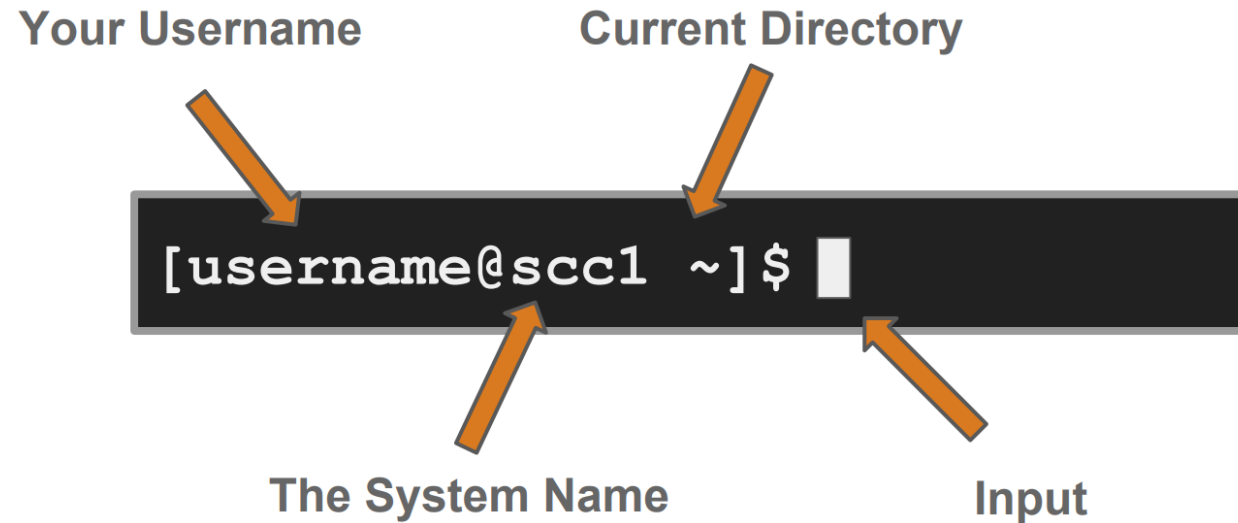 Your Username
Current Directory
[username@scc1 ~]$
The System Name
Input